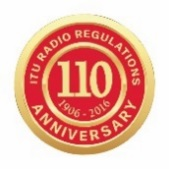 ITU RADIO REGULATIONS
110
1906 - 2016
ANNIVERSARY